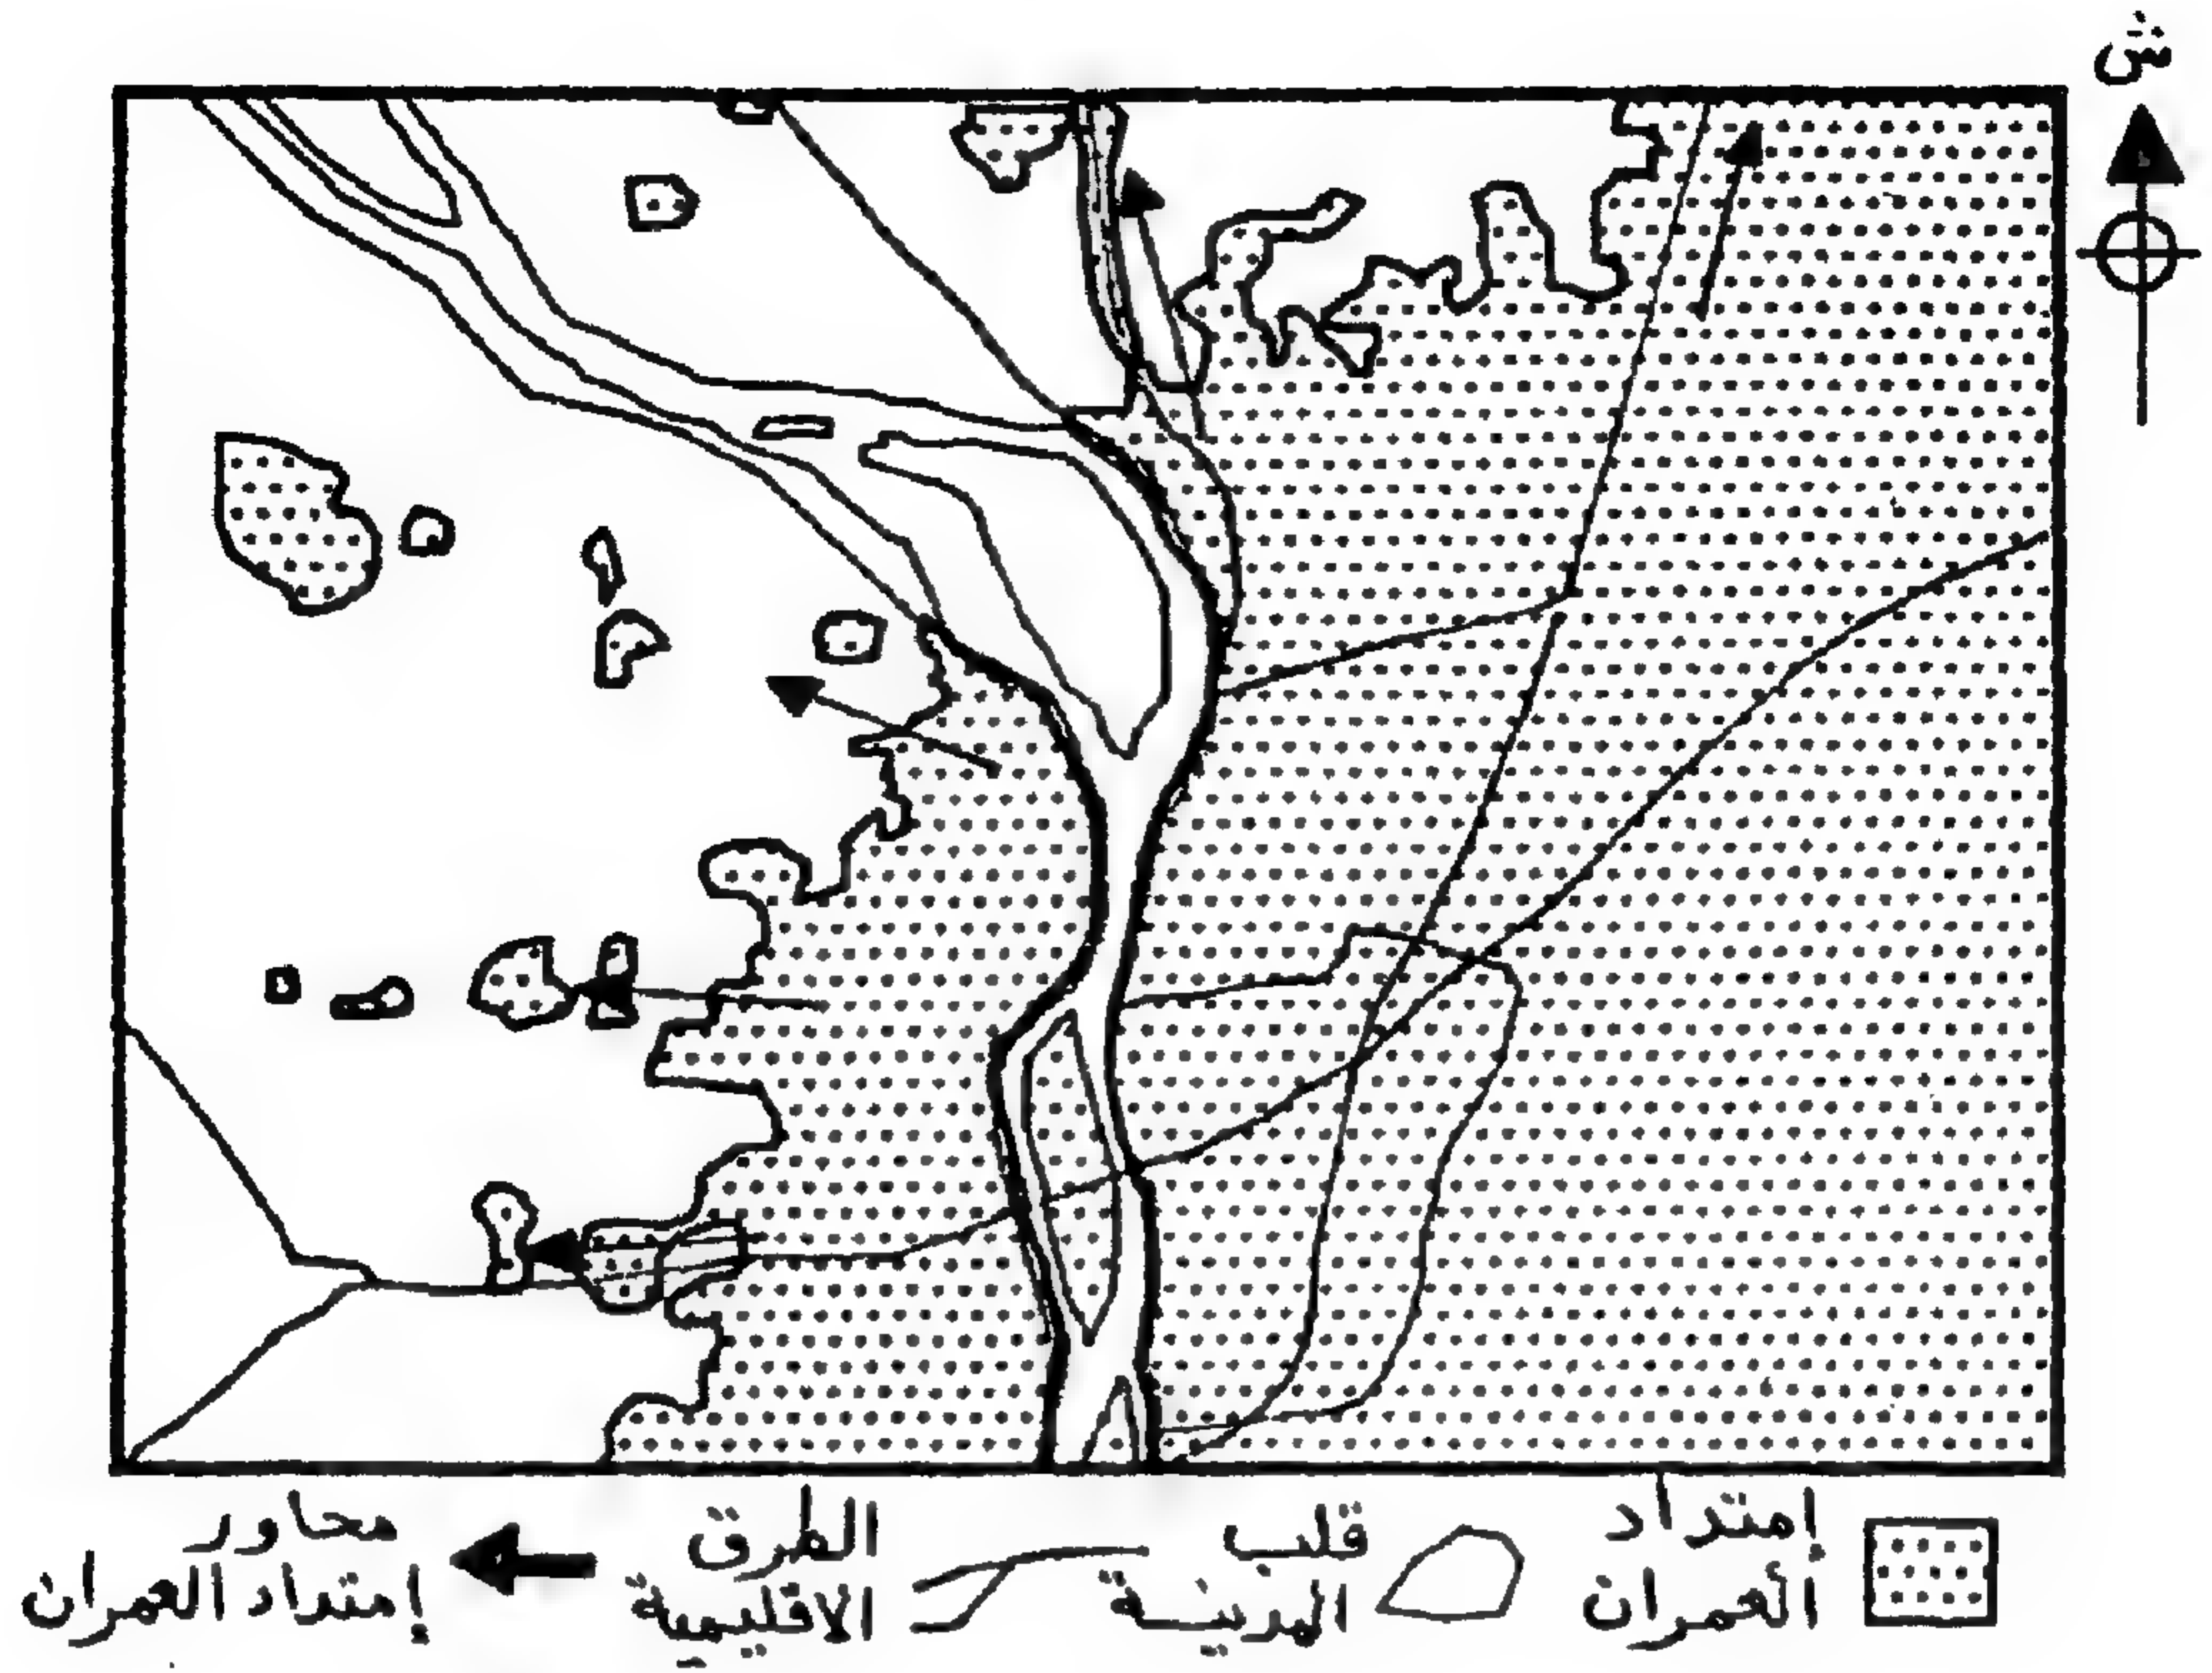 ش
إمتداد
العمران
قلب
المدينة
الطرق
الاقليمية
محاور
إمتداد العمران